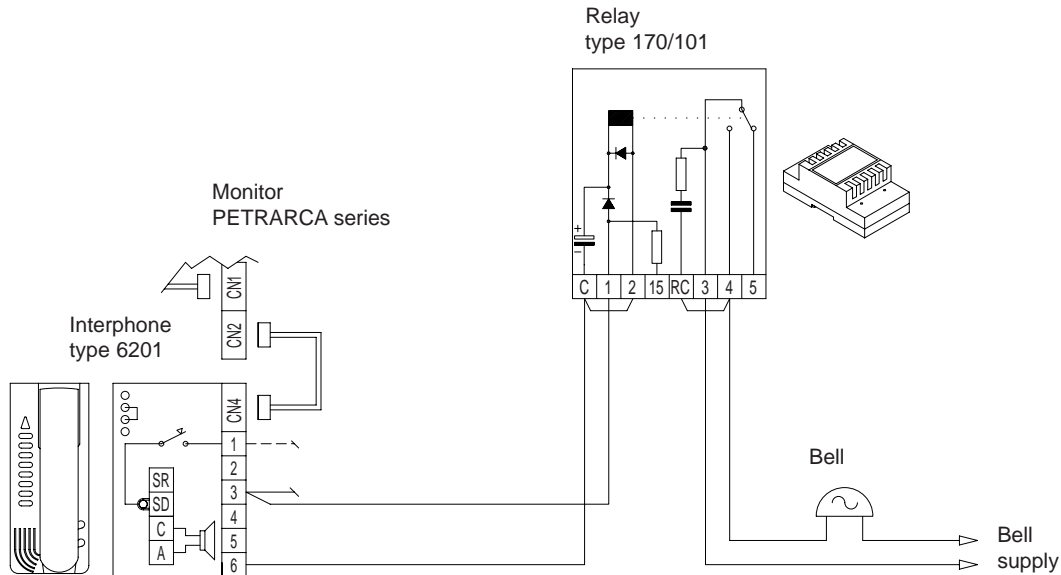 Relay
type 170/101
Monitor
PETRARCA series
+
−
C 1 2 15 RC 3 4 5
CN1
CN2
Interphone
type 6201
CN4
1
2
3
4
5
6
SR
SD
C
A
Bell
Bell
supply